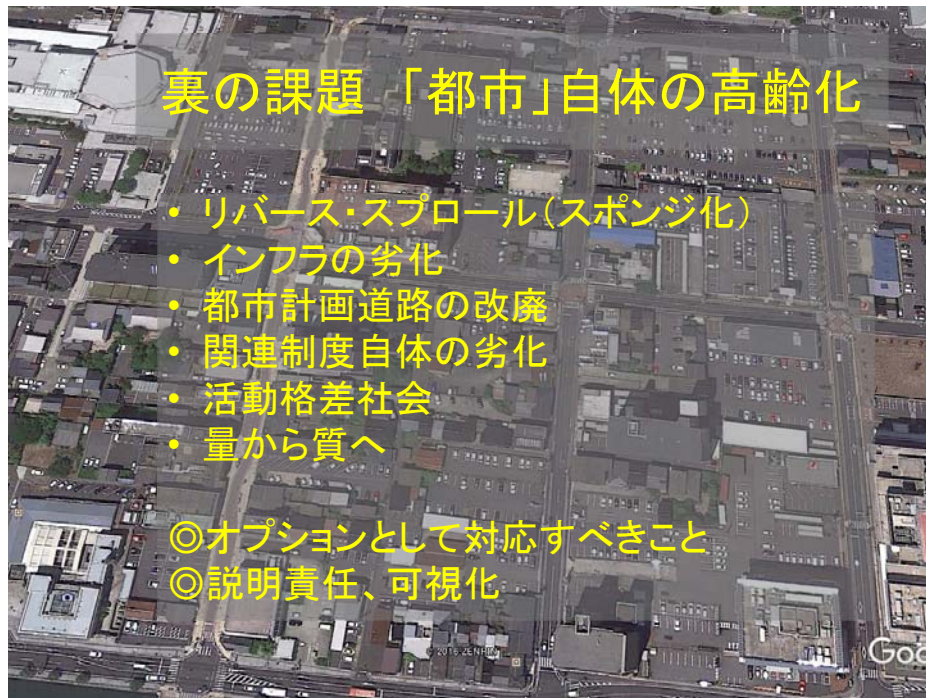 裏の課題 「都市」自体の高齢化
• リバース・スプロール(スポンジ化)
• インフラの劣化
• 都市計画道路の改廃
• 関連制度自体の劣化
• 活動格差社会
• 量から質へ
◎オプションとして対応すべきこと
◎説明責任、可視化
© 2016 ZENRIN
Goo